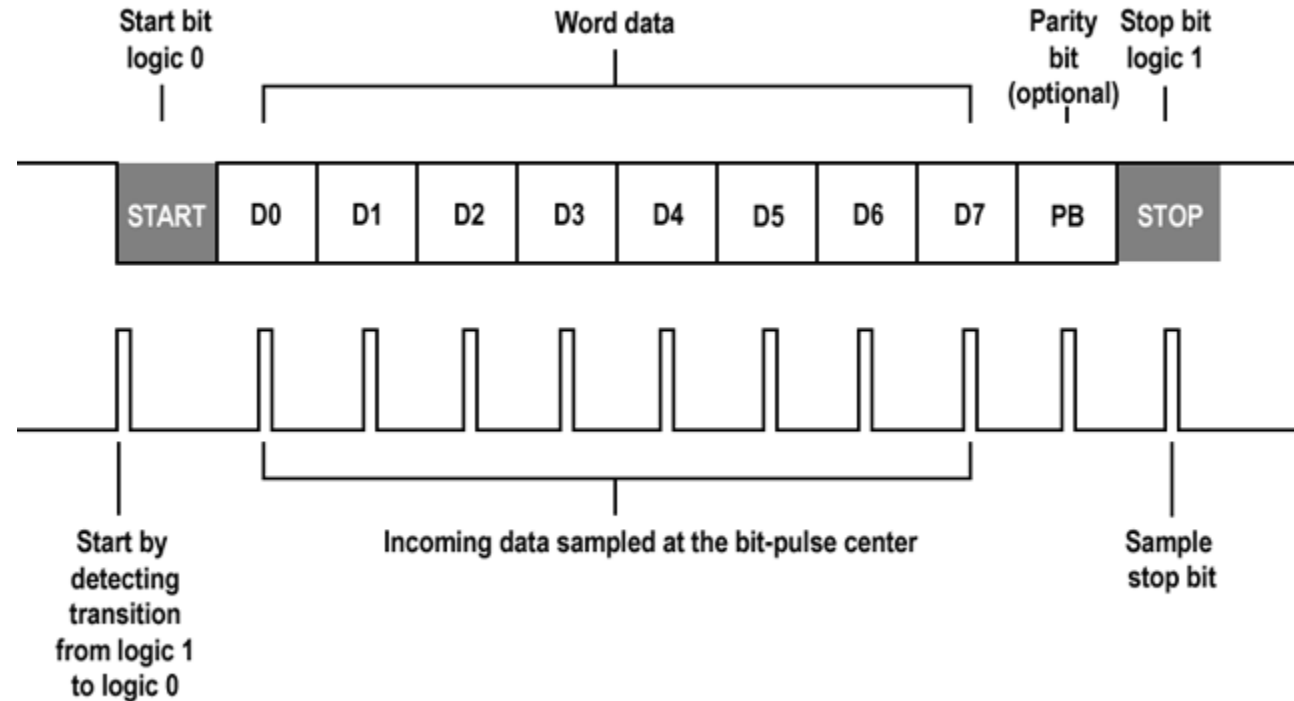 Start bit
logic 0
Word data
Parity
bit
(optional)
Stop bit
logic 1
START D0 D1 D2 D3 D4 D5 D6 D7 PB STOP
Start by
detecting
transition
from logic 1
to logic 0
Incoming data sampled at the bit-pulse center
Sample
stop bit